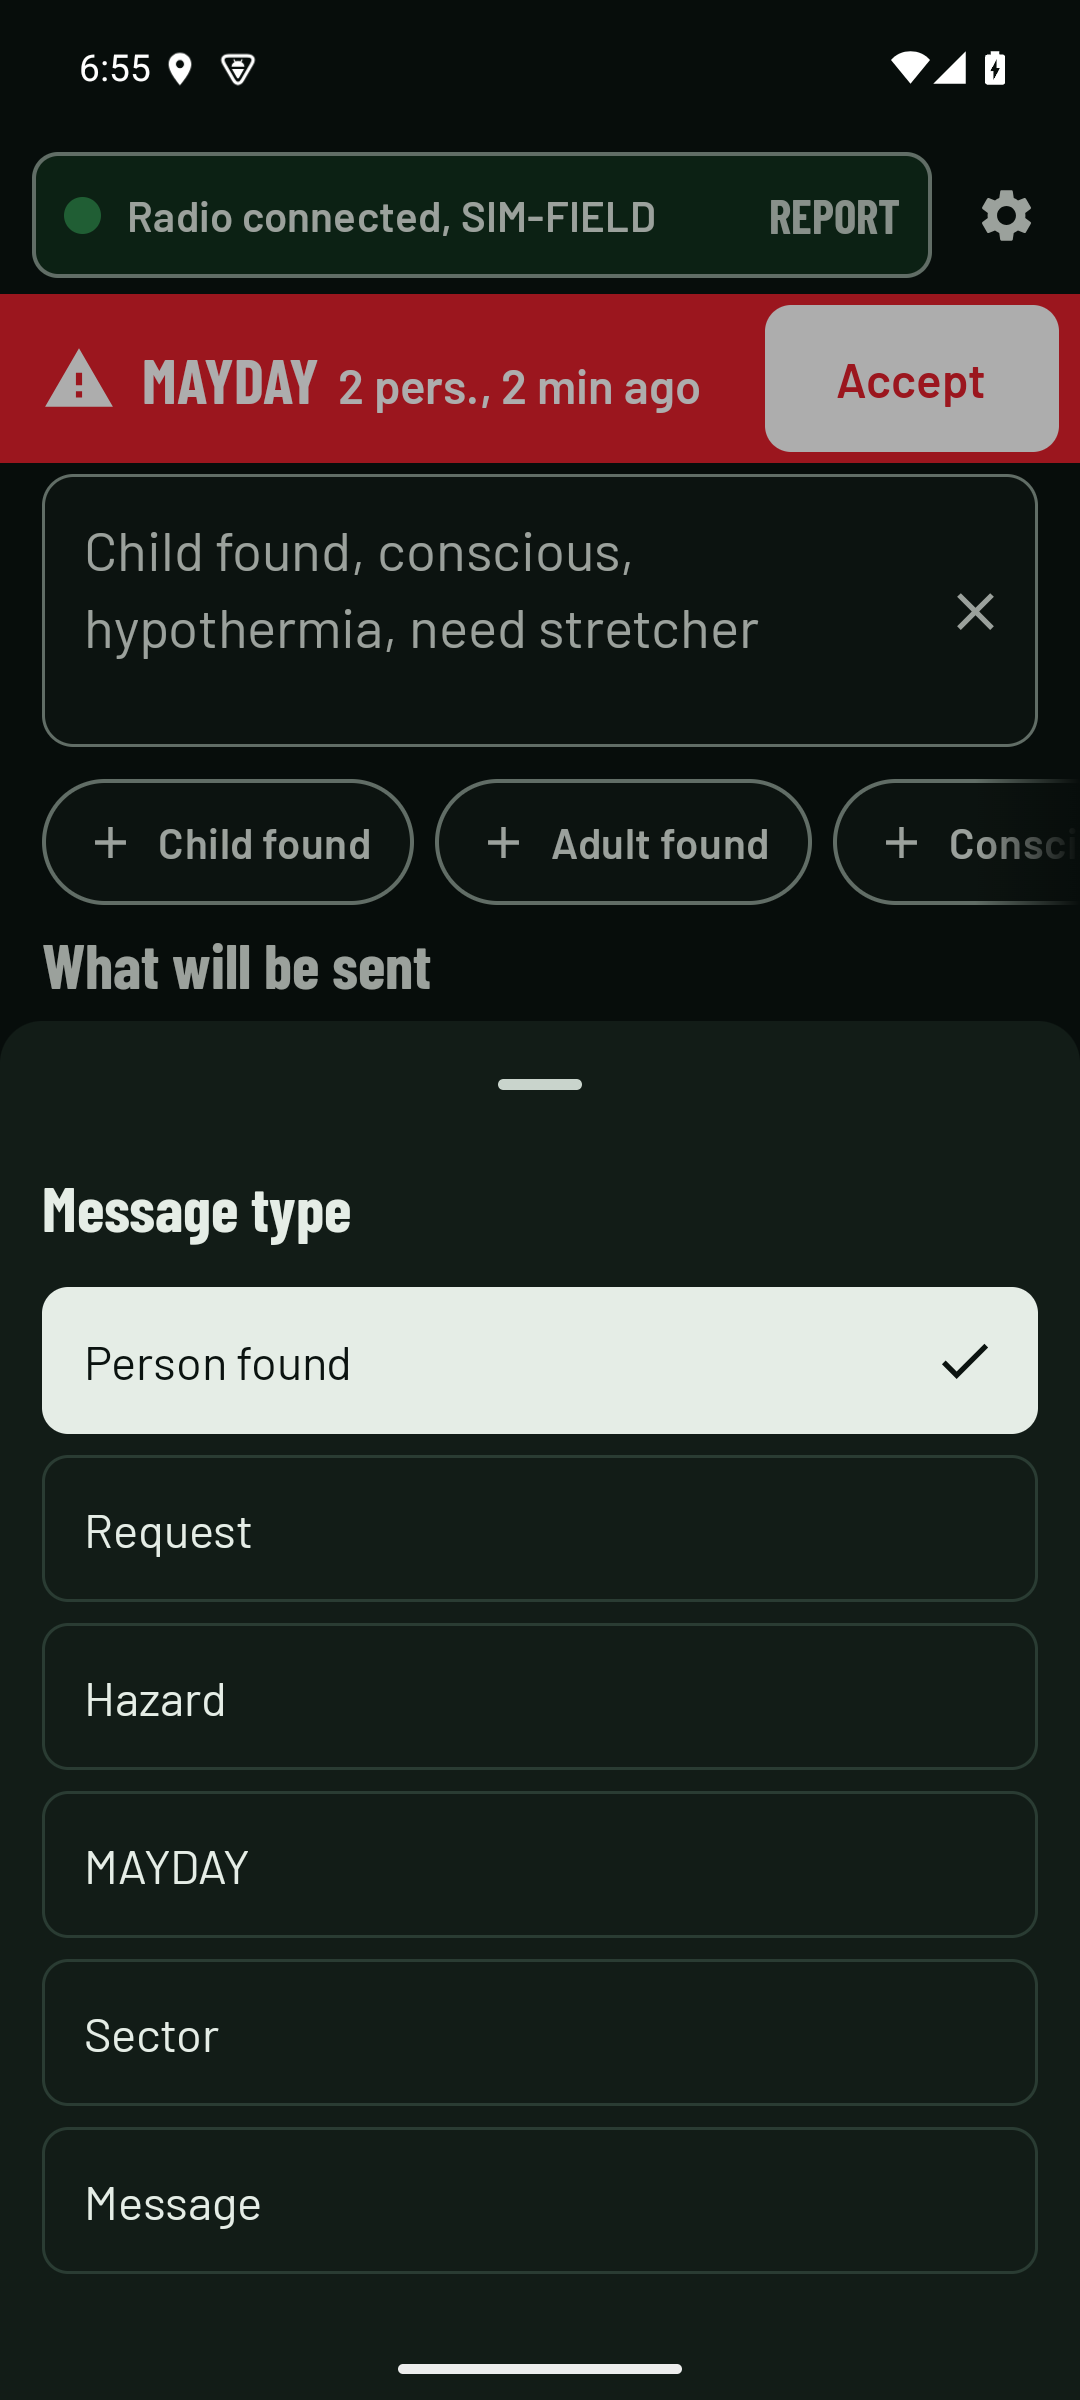 6:55
Radio connected, SIM-FIELD REPORT
MAYDAY 2 pers., 2 min ago Accept
Child found, conscious,
hypothermia, need stretcher
+ Child found + Adult found + Consci
What will be sent
Message type
Person found
Request
Hazard
MAYDAY
Sector
Message